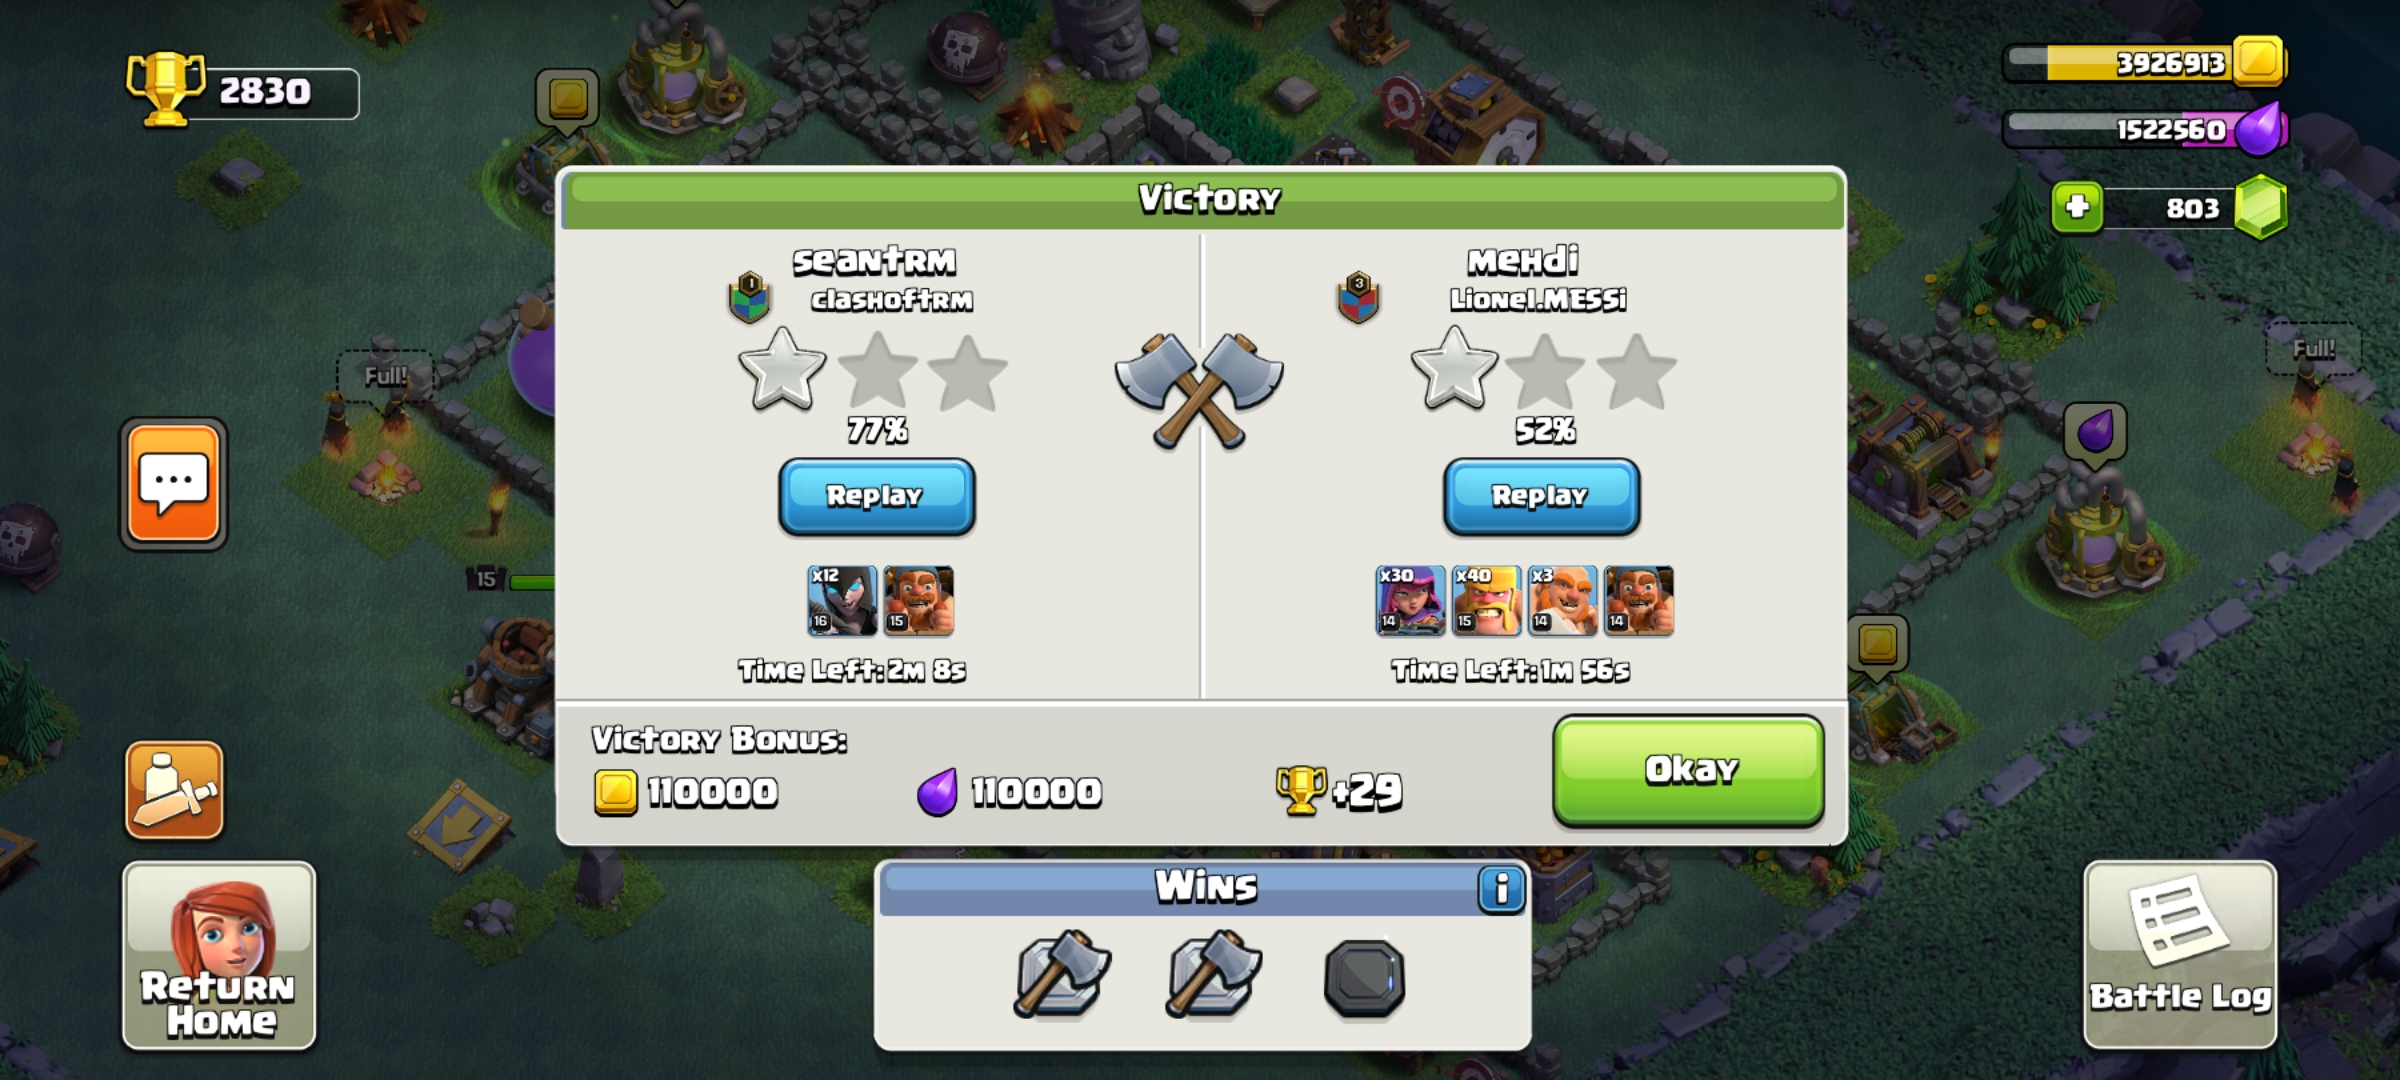 2830
3926913
1522560
803
Victory
seantrm
clashoftrm
1
77%
Replay
x12
16
15
Time Left:2m 8s
Mehdi
Lionel.MESSi
3
52%
Replay
x30
14
x40
15
x3
14
14
Time Left:1m 56s
Full!
Full!
15
Victory Bonus:
110000
110000
+29
Okay
Wins
i
Return
Home
Battle Log